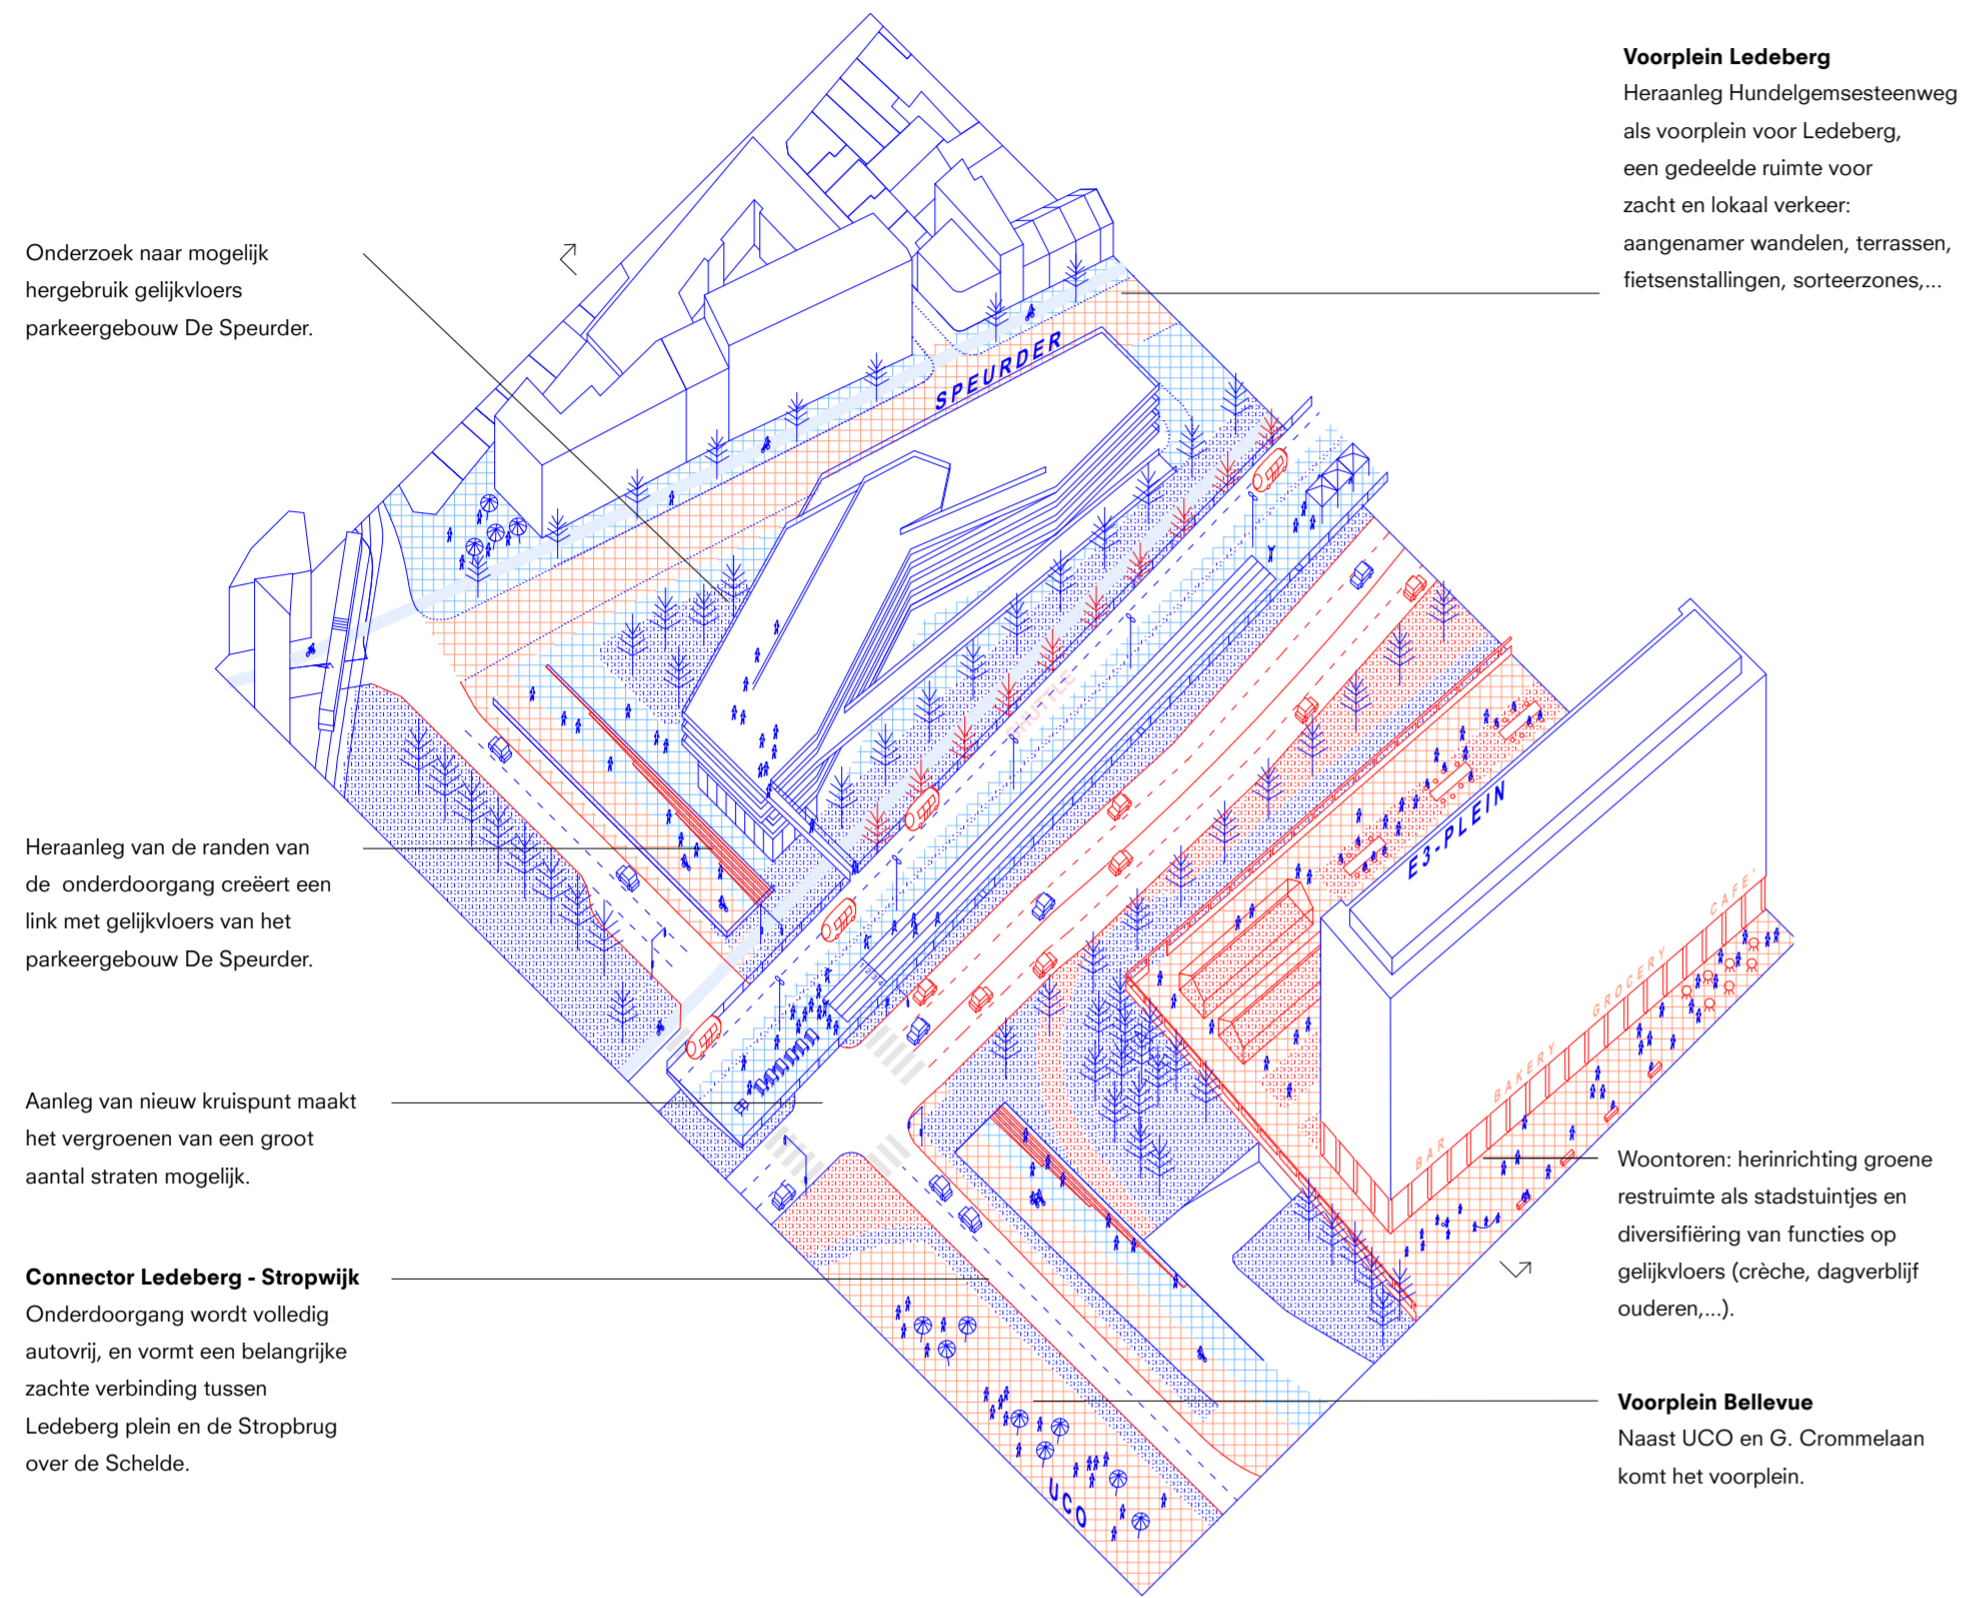 Voorplein Ledeberg
Heraanleg Hundelgemsesteenweg
als voorplein voor Ledeberg,
een gedeelde ruimte voor
zacht en lokaal verkeer:
aangenamer wandelen, terrassen,
fietsenstallingen, sorteerzones,...
Onderzoek naar mogelijk
hergebruik gelijkvloers
parkeergebouw De Speurder.
SPEURDER
SHUTTLE
E3-PLEIN
CAFE'
GROCERY
BAKERY
BAR
Heraanleg van de randen van
de onderdoorgang creëert een
link met gelijkvloers van het
parkeergebouw De Speurder.
Aanleg van nieuw kruispunt maakt
het vergroenen van een groot
aantal straten mogelijk.
Woontoren: herinrichting groene
restruimte als stadstuintjes en
diversifiëring van functies op
gelijkvloers (crèche, dagverblijf
ouderen,...).
Connector Ledeberg - Stropwijk
Onderdoorgang wordt volledig
autovrij, en vormt een belangrijke
zachte verbinding tussen
Ledeberg plein en de Stropbrug
over de Schelde.
Voorplein Bellevue
Naast UCO en G. Crommelaan
komt het voorplein.
UCO